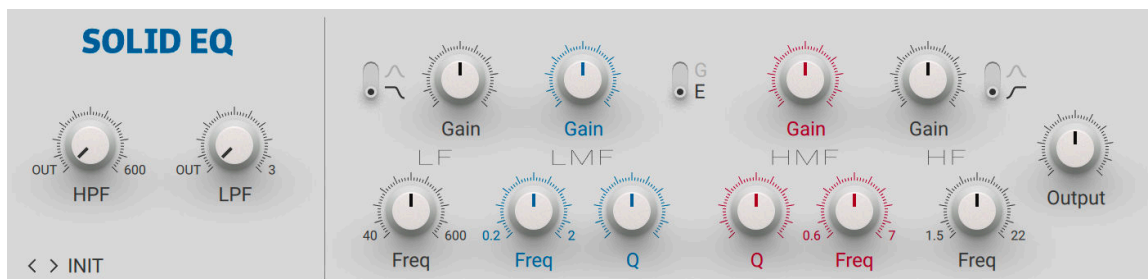 SOLID EQ
OUT 600
HPF
OUT 3
LPF
< > INIT
Gain
LF
40 600
Freq
Gain
LMF
0.2 2
Freq
Q
G
E
Gain
HMF
Q
0.6 7
Freq
Gain
HF
1.5 22
Freq
Output